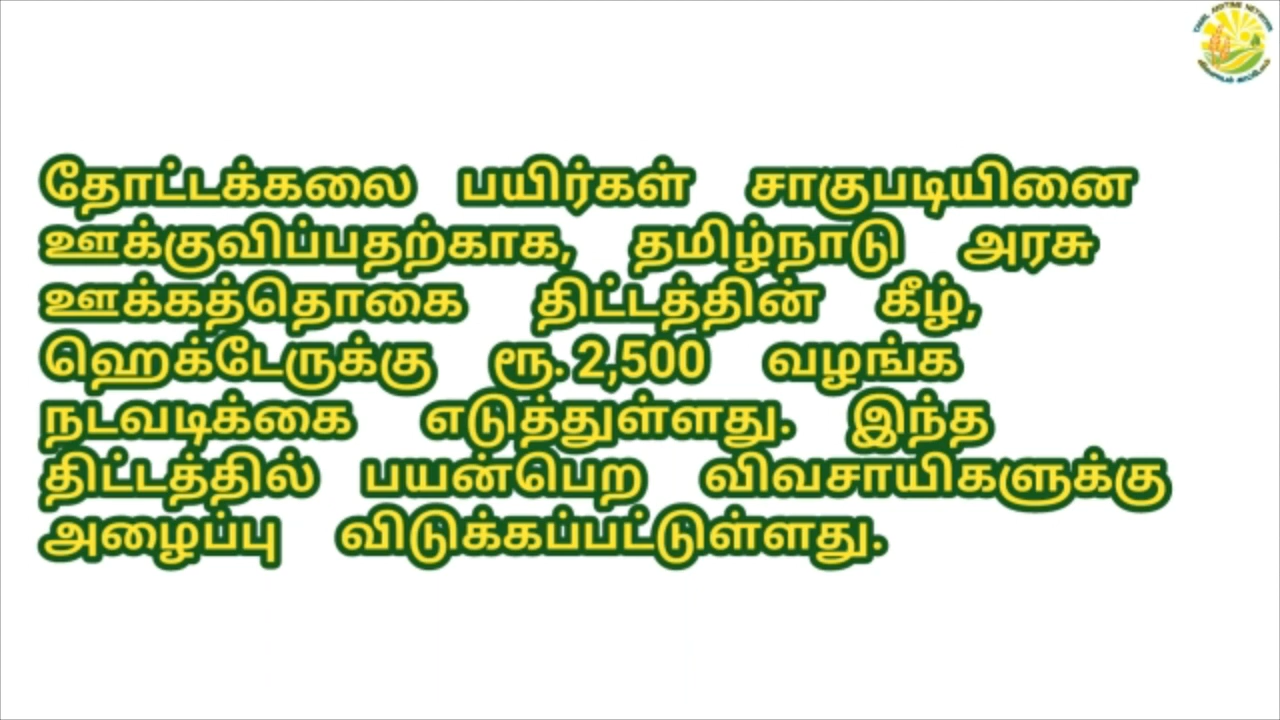 தோட்டக்கலை பயிர்கள் சாகுபடியினை
ஊக்குவிப்பதற்காக, தமிழ்நாடு அரசு
ஊக்கத்தொகை திட்டத்தின் கீழ்,
ஹெக்டேருக்கு ரூ. 2,500 வழங்க
நடவடிக்கை எடுத்துள்ளது. இந்த
திட்டத்தில் பயன்பெற விவசாயிகளுக்கு
அழைப்பு விடுக்கப்பட்டுள்ளது.